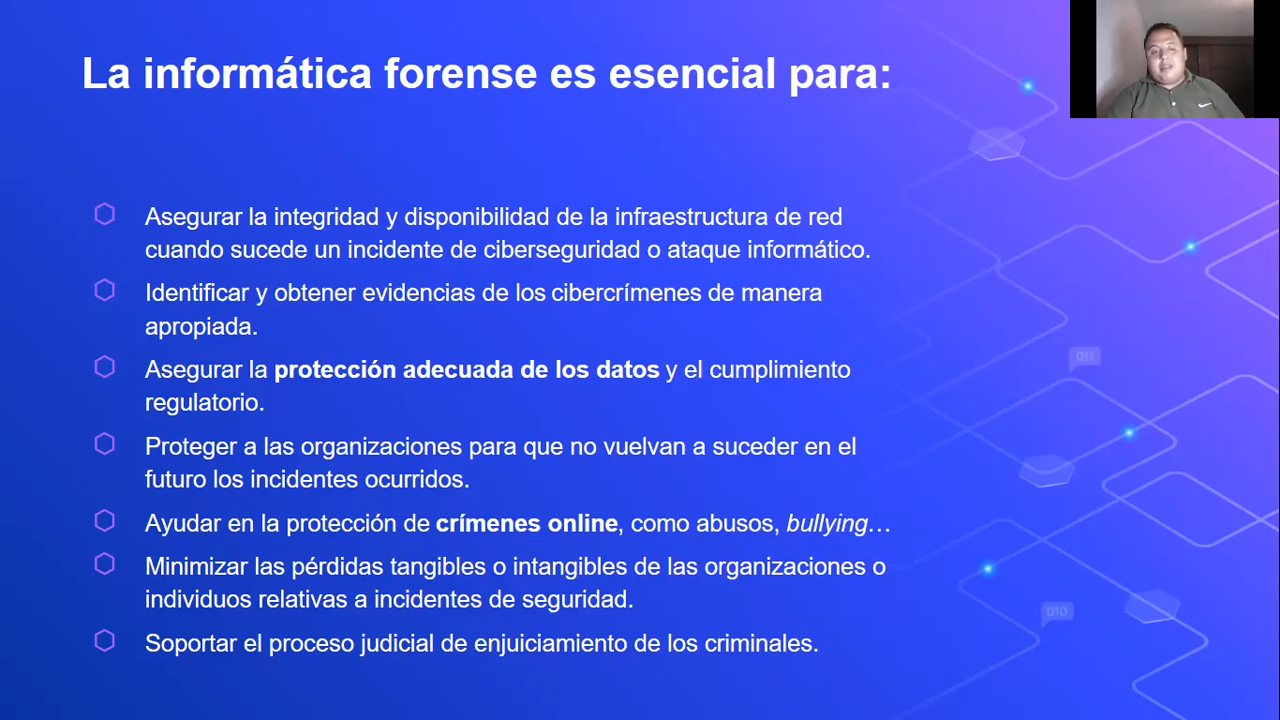 La informática forense es esencial para:
Asegurar la integridad y disponibilidad de la infraestructura de red
cuando sucede un incidente de ciberseguridad o ataque informático.
Identificar y obtener evidencias de los cibercrímenes de manera
apropiada.
Asegurar la protección adecuada de los datos y el cumplimiento
regulatorio.
Proteger a las organizaciones para que no vuelvan a suceder en el
futuro los incidentes ocurridos.
Ayudar en la protección de crímenes online, como abusos, bullying…
Minimizar las pérdidas tangibles o intangibles de las organizaciones o
individuos relativas a incidentes de seguridad.
Soportar el proceso judicial de enjuiciamiento de los criminales.
011
010